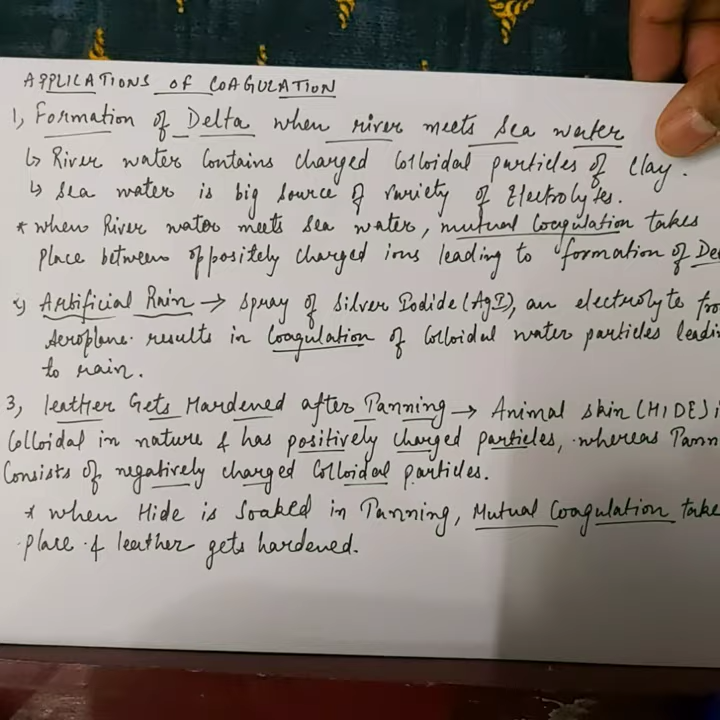 APPLICATIONS OF COAGULATION
1, Formation of Delta when river meets Sea water
↳ River water Contains charged Colloidal particles of Clay.
↳ Sea water is big Source of variety of Electrolytes.
* when River water meets Sea water, mutual Coagulation takes
place between oppositely charged ions leading to formation of De
Artificial Rain → Spray of Silver Iodide (AgI), an electrolyte fro
Aeroplane results in Coagulation of Colloidal water particles leadi
to rain.
3, leather Gets Hardened after Tanning → Animal Skin (HIDE) i
Colloidal in nature & has positively charged particles, whereas Tann
Consists of negatively charged Colloidal particles.
* when Hide is Soaked in Tanning, Mutual Coagulation take
place & leather gets hardened.